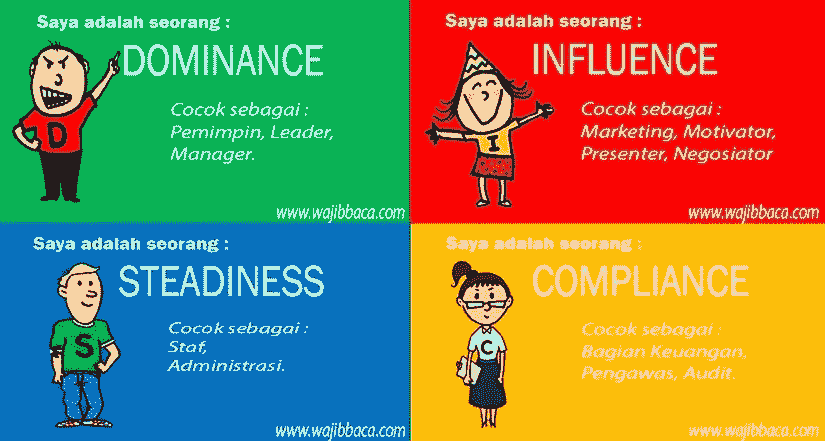 Saya adalah seorang :
DOMINANCE
D
Cocok sebagai :
Pemimpin, Leader,
Manager.
www.wajibbaca.com
Saya adalah seorang :
INFLUENCE
I
Cocok sebagai :
Marketing, Motivator,
Presenter, Negosiator
www.wajibbaca.com
Saya adalah seorang :
STEADINESS
S
Cocok sebagai :
Staf,
Administrasi.
www.wajibbaca.com
Saya adalah seorang :
COMPLIANCE
C
Cocok sebagai :
Bagian Keuangan,
Pengawas, Audit.
www.wajibbaca.com